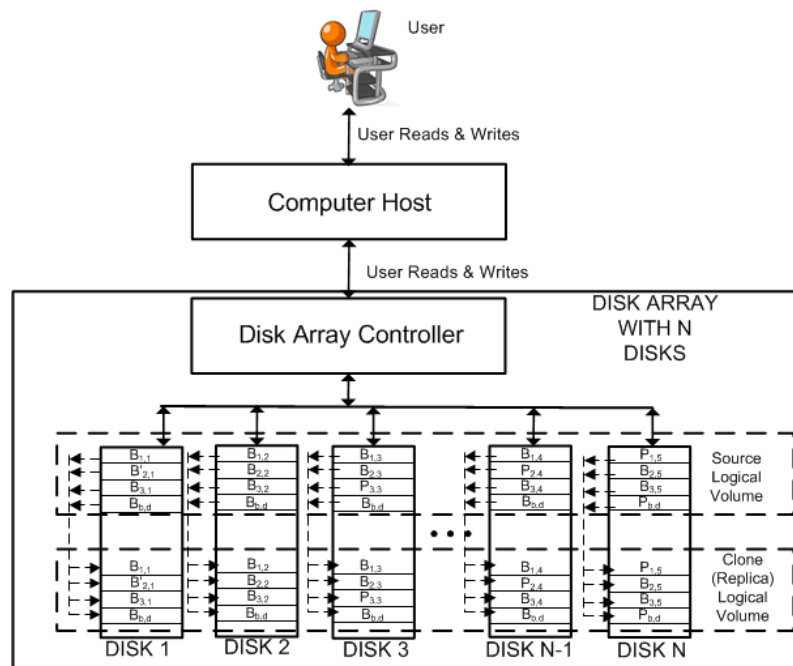 User
User Reads & Writes
Computer Host
User Reads & Writes
DISK ARRAY
WITH N
DISKS
Disk Array Controller
B1,1 B1,2 B1,3 B1,4 P1,5
B'2,1 B2,2 B2,3 P2,4 B2,5
B3,1 B3,2 P3,3 B3,4 B3,5
Bb,d Bb,d Bb,d Bb,d Pb,d
Source
Logical
Volume
• • •
B1,1 B1,2 B1,3 B1,4 P1,5
B'2,1 B2,2 B2,3 P2,4 B2,5
B3,1 B3,2 P3,3 B3,4 B3,5
Bb,d Bb,d Bb,d Bb,d Pb,d
Clone
(Replica)
Logical
Volume
DISK 1 DISK 2 DISK 3 DISK N-1 DISK N